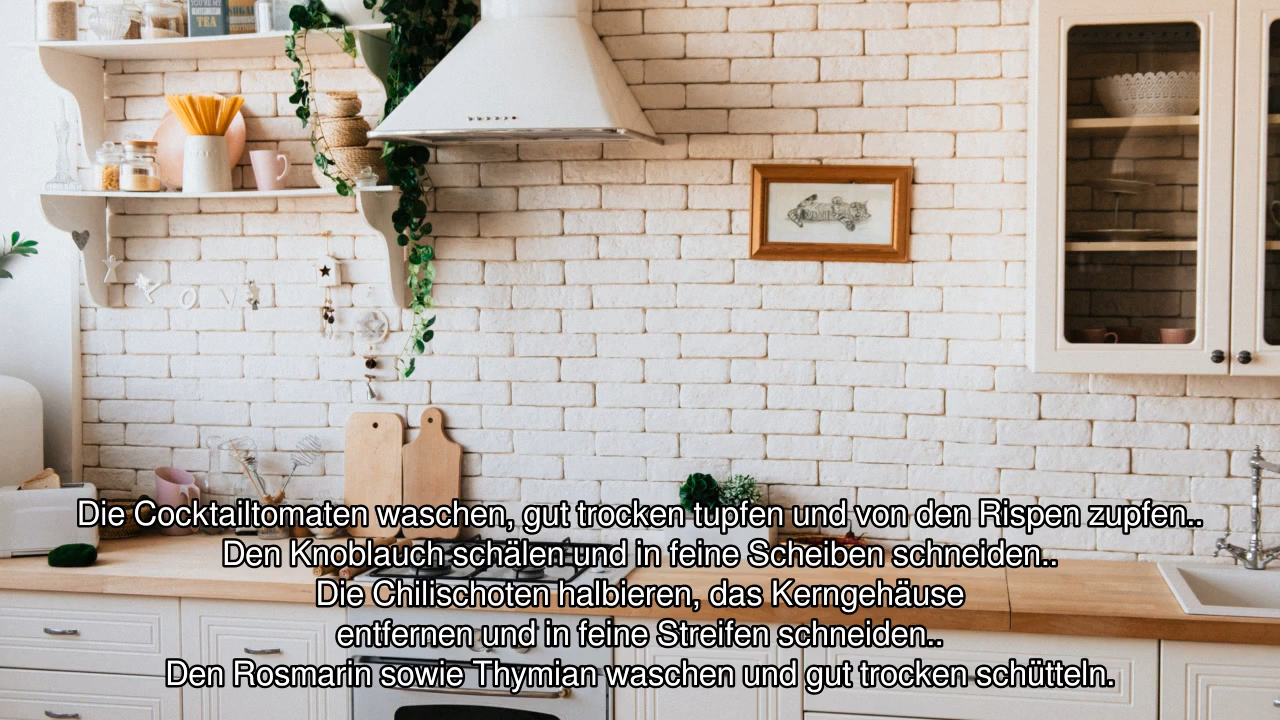 TEA
Die Cocktailtomaten waschen, gut trocken tupfen und von den Rispen zupfen..
Den Knoblauch schälen und in feine Scheiben schneiden..
Die Chilischoten halbieren, das Kerngehäuse
entfernen und in feine Streifen schneiden..
Den Rosmarin sowie Thymian waschen und gut trocken schütteln.